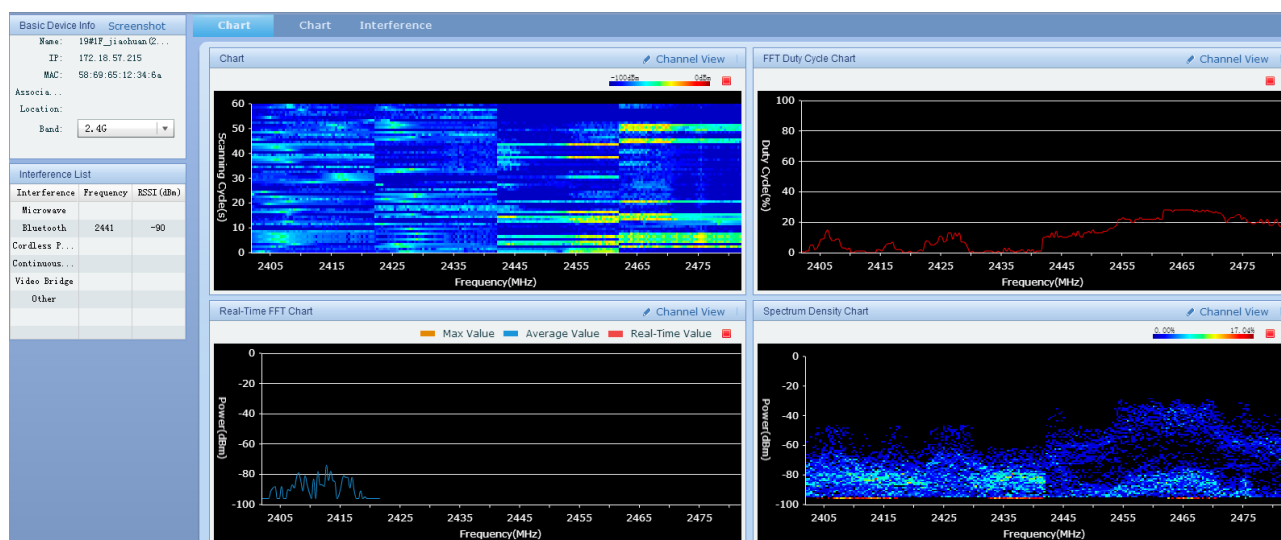 Basic Device Info Screenshot
Name: 19#1F_jiaohuan(2...
IP: 172.18.57.215
MAC: 58:69:65:12:34:6a
Associa...
Location:
Band: 2.4G
Interference List
Interference Frequency RSSI(dBm)
Microwave
Bluetooth 2441 -90
Cordless P...
Continuous...
Video Bridge
Other
Chart Chart Interference
Chart Channel View
-100dBm 0dBm
Scanning Cycle(s)
60
50
40
30
20
10
0
2405 2415 2425 2435 2445 2455 2465 2475
Frequency(MHz)
FFT Duty Cycle Chart Channel View
Duty Cycle(%)
100
80
60
40
20
0
2405 2415 2425 2435 2445 2455 2465 2475
Frequency(MHz)
Real-Time FFT Chart Channel View
Max Value Average Value Real-Time Value
Power(dBm)
0
-20
-40
-60
-80
-100
2405 2415 2425 2435 2445 2455 2465 2475
Frequency(MHz)
Spectrum Density Chart Channel View
0.00% 17.04%
Power(dBm)
0
-20
-40
-60
-80
-100
2405 2415 2425 2435 2445 2455 2465 2475
Frequency(MHz)